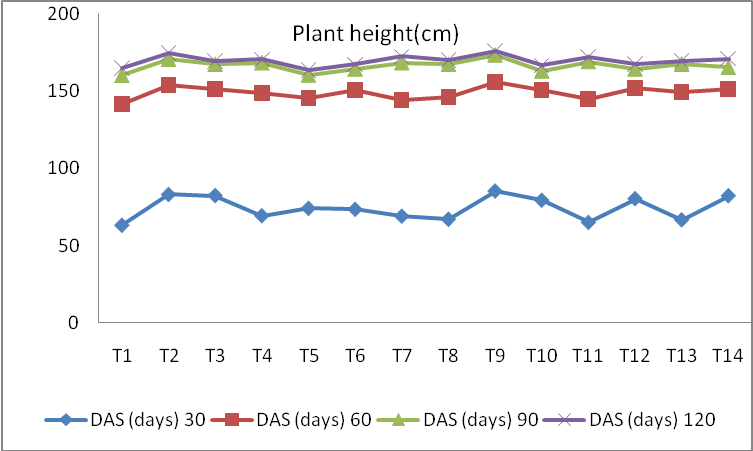 Plant height(cm)
200
150
100
50
0
T1 T2 T3 T4 T5 T6 T7 T8 T9 T10 T11 T12 T13 T14
DAS (days) 30 DAS (days) 60 DAS (days) 90 DAS (days) 120